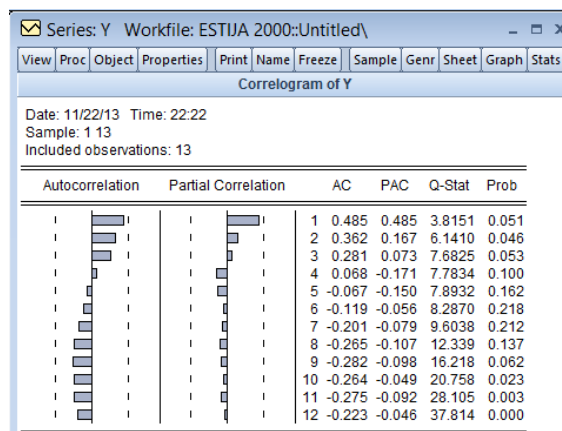 Series: Y Workfile: ESTIJA 2000::Untitled\
View Proc Object Properties Print Name Freeze Sample Genr Sheet Graph Stats
Correlogram of Y
Date: 11/22/13 Time: 22:22
Sample: 1 13
Included observations: 13
Autocorrelation Partial Correlation AC PAC Q-Stat Prob
1 0.485 0.485 3.8151 0.051
2 0.362 0.167 6.1410 0.046
3 0.281 0.073 7.6825 0.053
4 0.068 -0.171 7.7834 0.100
5 -0.067 -0.150 7.8932 0.162
6 -0.119 -0.056 8.2870 0.218
7 -0.201 -0.079 9.6038 0.212
8 -0.265 -0.107 12.339 0.137
9 -0.282 -0.098 16.218 0.062
10 -0.264 -0.049 20.758 0.023
11 -0.275 -0.092 28.105 0.003
12 -0.223 -0.046 37.814 0.000